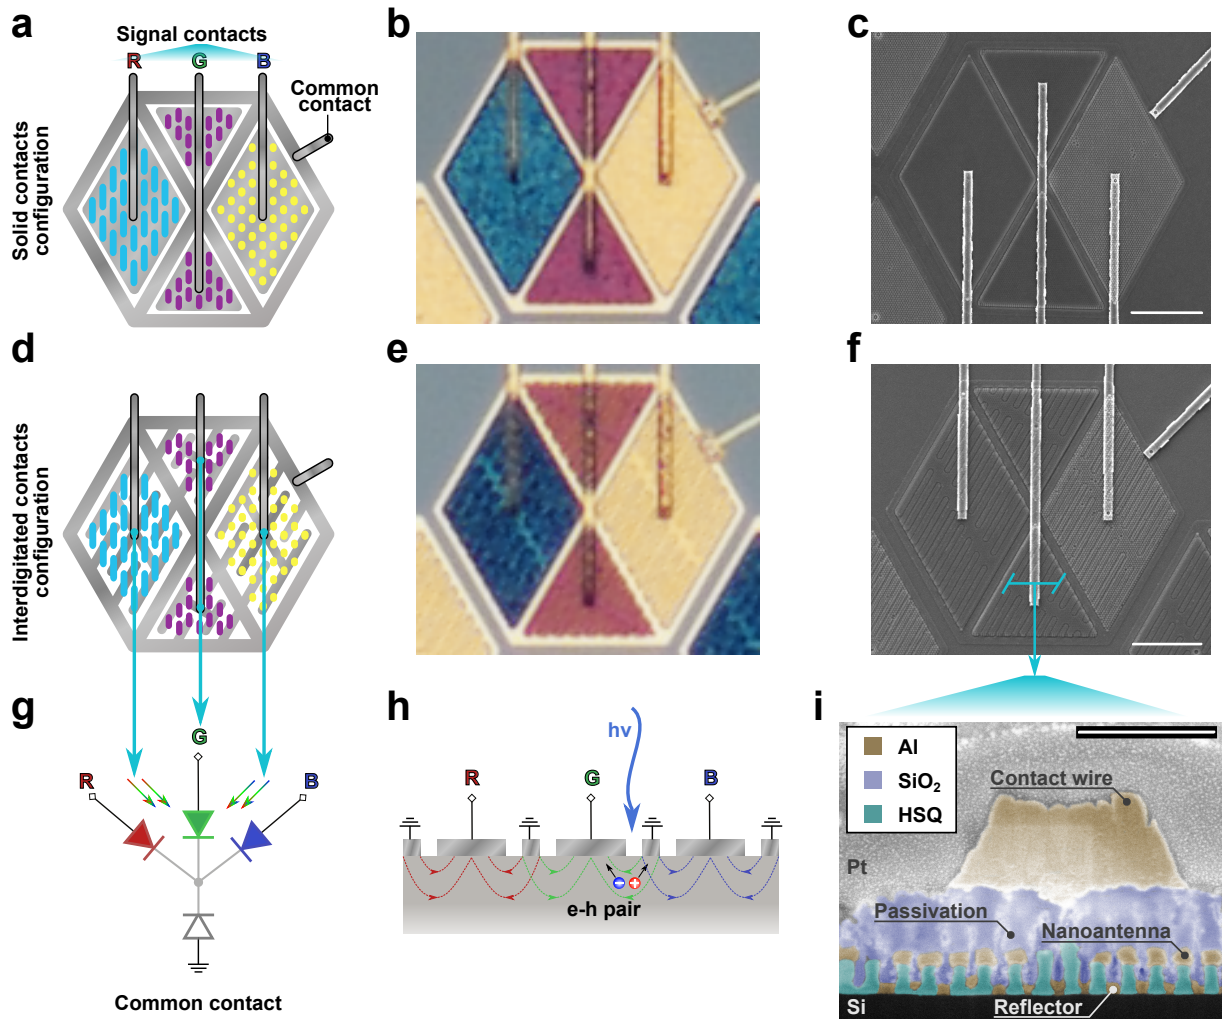 a
Signal contacts
R G B
Common
contact
Solid contacts
configuration
b
c
d
Interdigitated contacts
configuration
e
f
g
G
R
B
Common contact
h
hv
R G B
e-h pair
i
Al
SiO₂
HSQ
Contact wire
Pt
Passivation
Nanoantenna
Si
Reflector